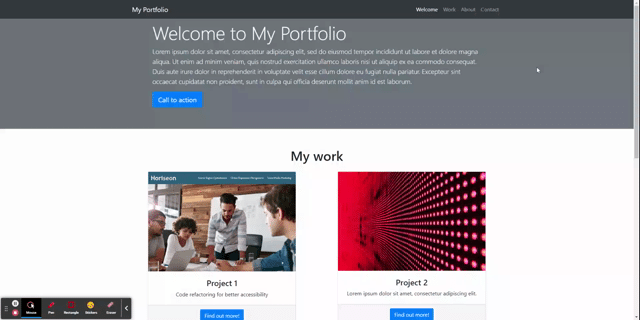 My Portfolio
Welcome Work About Contact
Welcome to My Portfolio
Lorem ipsum dolor sit amet, consectetur adipiscing elit, sed do eiusmod tempor incididunt ut labore et dolore magna
aliqua. Ut enim ad minim veniam, quis nostrud exercitation ullamco laboris nisi ut aliquip ex ea commodo consequat.
Duis aute irure dolor in reprehenderit in voluptate velit esse cillum dolore eu fugiat nulla pariatur. Excepteur sint
occaecat cupidatat non proident, sunt in culpa qui officia deserunt mollit anim id est laborum.
Call to action
My work
Horiseon
Project 1
Code refactoring for better accessibility
Find out more!
Project 2
Lorem ipsum dolor sit amet, consectetur adipiscing elit.
Find out more!
Mouse Pen Rectangle Stickers Eraser